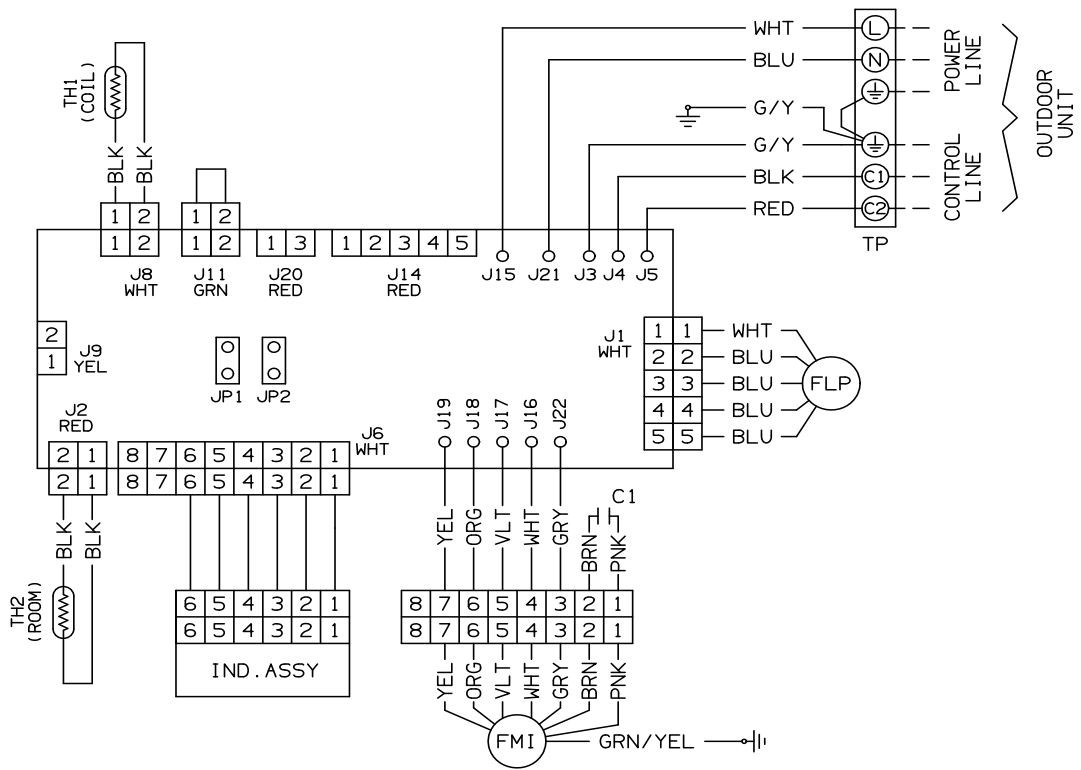 WHT L POWER LINE
BLU N
G/Y
G/Y
BLK C1 CONTROL LINE
RED C2
TP
OUTDOOR UNIT
TH1 (COIL)
BLK BLK
1 2
1 2
J8 WHT
1 2
1 2
J11 GRN
1 3
J20 RED
1 2 3 4 5
J14 RED
J15 J21 J3 J4 J5
2
1
J9 YEL
JP1 JP2
J1 WHT
1 1 WHT
2 2 BLU
3 3 BLU
4 4 BLU
5 5 BLU
FLP
J2 RED
2 1
2 1
BLK BLK
TH2 (ROOM)
J6 WHT
8 7 6 5 4 3 2 1
8 7 6 5 4 3 2 1
6 5 4 3 2 1
6 5 4 3 2 1
IND.ASSY
J19 J18 J17 J16 J22
YEL ORG VLT WHT GRY BRN PNK
C1
8 7 6 5 4 3 2 1
8 7 6 5 4 3 2 1
YEL ORG VLT WHT GRY BRN PNK
FMI GRN/YEL